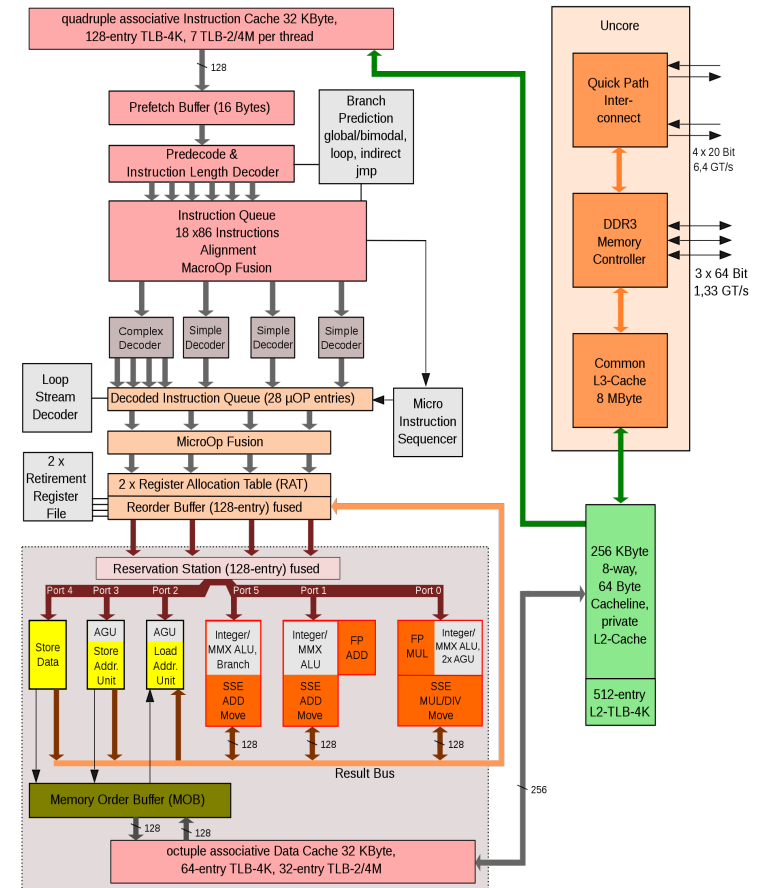 quadruple associative Instruction Cache 32 KByte,
128-entry TLB-4K, 7 TLB-2/4M per thread
128
Prefetch Buffer (16 Bytes)
Predecode &
Instruction Length Decoder
Branch
Prediction
global/bimodal,
loop, indirect
jmp
Instruction Queue
18 x86 Instructions
Alignment
MacroOp Fusion
Complex
Decoder
Simple
Decoder
Simple
Decoder
Simple
Decoder
Loop
Stream
Decoder
Decoded Instruction Queue (28 µOP entries)
Micro
Instruction
Sequencer
MicroOp Fusion
2 x
Retirement
Register
File
2 x Register Allocation Table (RAT)
Reorder Buffer (128-entry) fused
Reservation Station (128-entry) fused
Port 4
Port 3
Port 2
Port 5
Port 1
Port 0
Store
Data
AGU
Store
Addr.
Unit
AGU
Load
Addr.
Unit
Integer/
MMX ALU,
Branch
SSE
ADD
Move
Integer/
MMX
ALU
FP
ADD
SSE
ADD
Move
FP
MUL
Integer/
MMX ALU,
2x AGU
SSE
MUL/DIV
Move
128
128
128
Result Bus
Memory Order Buffer (MOB)
128
128
octuple associative Data Cache 32 KByte,
64-entry TLB-4K, 32-entry TLB-2/4M
256
Uncore
Quick Path
Inter-
connect
4 x 20 Bit
6,4 GT/s
DDR3
Memory
Controller
3 x 64 Bit
1,33 GT/s
Common
L3-Cache
8 MByte
256 KByte
8-way,
64 Byte
Cacheline,
private
L2-Cache
512-entry
L2-TLB-4K